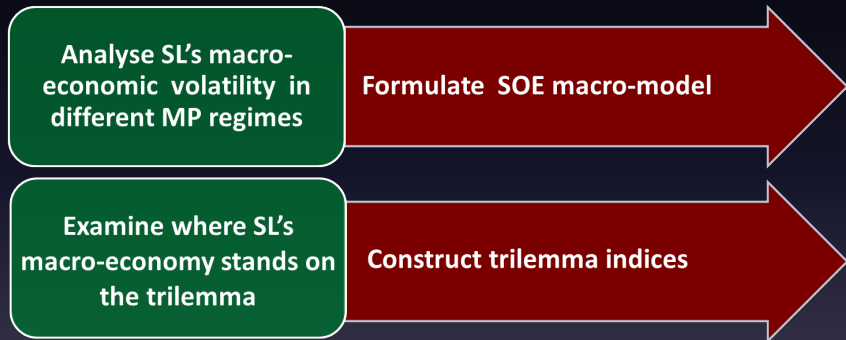 Analyse SL's macro-
economic volatility in
different MP regimes
Formulate SOE macro-model
Examine where SL's
macro-economy stands on
the trilemma
Construct trilemma indices